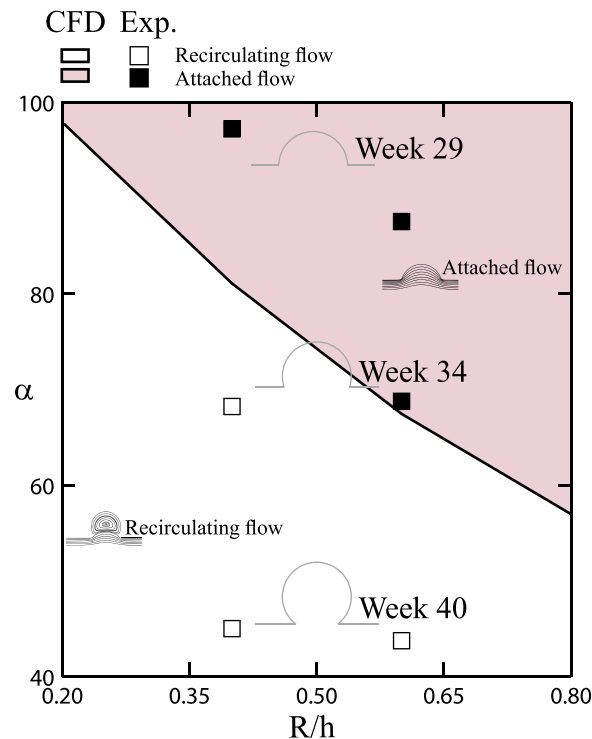 CFD Exp.
Recirculating flow
Attached flow
100
Week 29
Attached flow
80
Week 34
α
60
Recirculating flow
Week 40
40
0.20 0.35 0.50 0.65 0.80
R/h